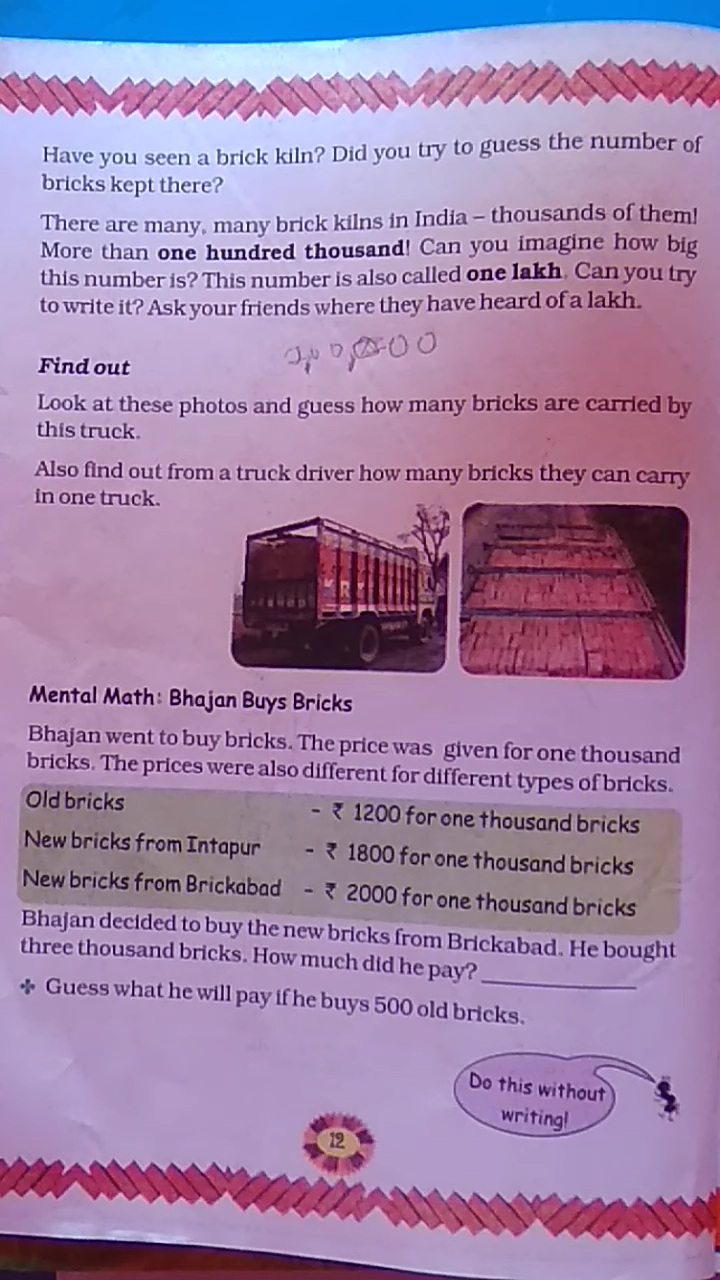 Have you seen a brick kiln? Did you try to guess the number of
bricks kept there?
There are many, many brick kilns in India – thousands of them!
More than one hundred thousand! Can you imagine how big
this number is? This number is also called one lakh. Can you try
to write it? Ask your friends where they have heard of a lakh.
Find out
Look at these photos and guess how many bricks are carried by
this truck.
Also find out from a truck driver how many bricks they can carry
in one truck.
Mental Math: Bhajan Buys Bricks
Bhajan went to buy bricks. The price was given for one thousand
bricks. The prices were also different for different types of bricks.
Old bricks - ₹ 1200 for one thousand bricks
New bricks from Intapur - ₹ 1800 for one thousand bricks
New bricks from Brickabad - ₹ 2000 for one thousand bricks
Bhajan decided to buy the new bricks from Brickabad. He bought
three thousand bricks. How much did he pay? ____________
✤ Guess what he will pay if he buys 500 old bricks.
Do this without
writing!
12